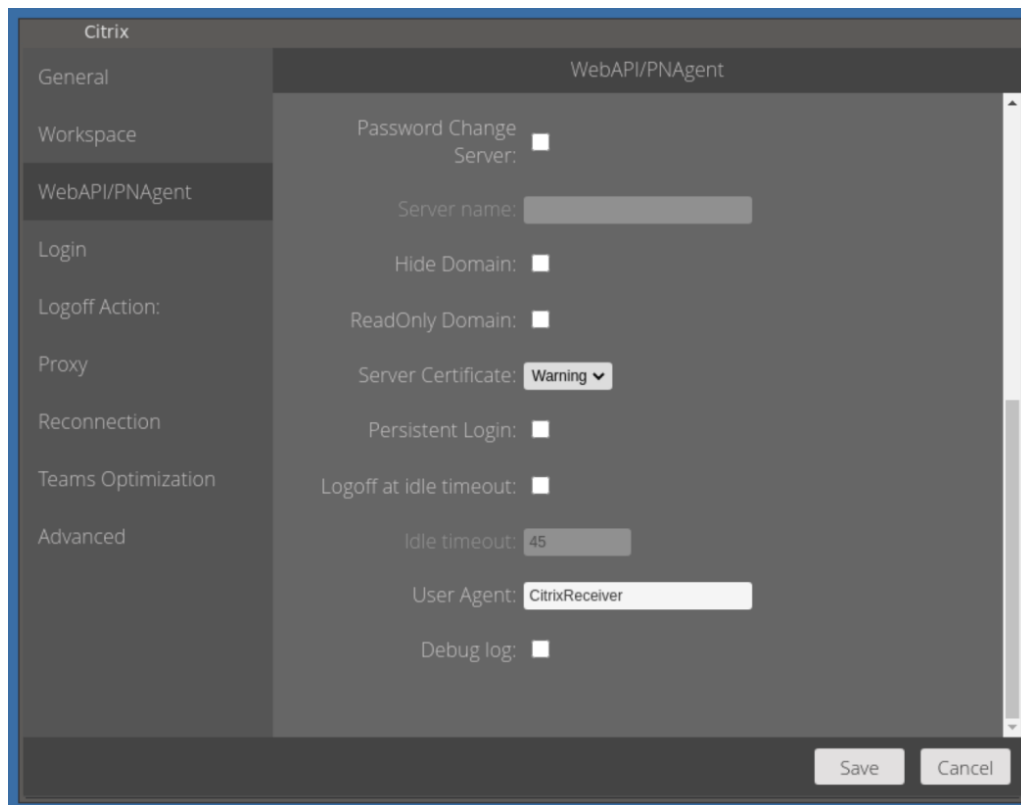 Citrix
General
Workspace
WebAPI/PNAgent
Login
Logoff Action:
Proxy
Reconnection
Teams Optimization
Advanced
WebAPI/PNAgent
Password Change
Server:
Server name:
Hide Domain:
ReadOnly Domain:
Server Certificate: Warning
Persistent Login:
Logoff at idle timeout:
Idle timeout: 45
User Agent: CitrixReceiver
Debug log:
Save Cancel